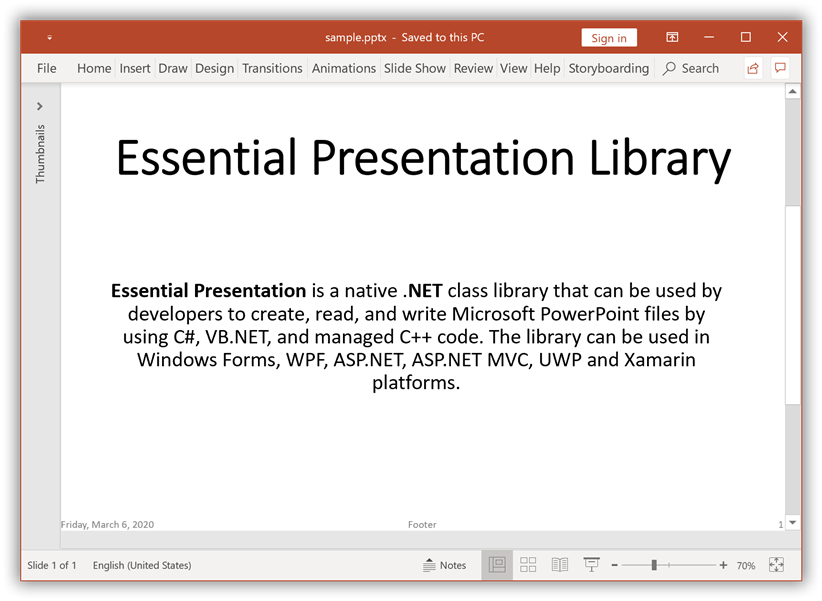 sample.pptx - Saved to this PC
Sign in
File Home Insert Draw Design Transitions Animations Slide Show Review View Help Storyboarding Search
Thumbnails
Essential Presentation Library
Essential Presentation is a native .NET class library that can be used by
developers to create, read, and write Microsoft PowerPoint files by
using C#, VB.NET, and managed C++ code. The library can be used in
Windows Forms, WPF, ASP.NET, ASP.NET MVC, UWP and Xamarin
platforms.
Friday, March 6, 2020 Footer 1
Slide 1 of 1 English (United States) Notes 70%